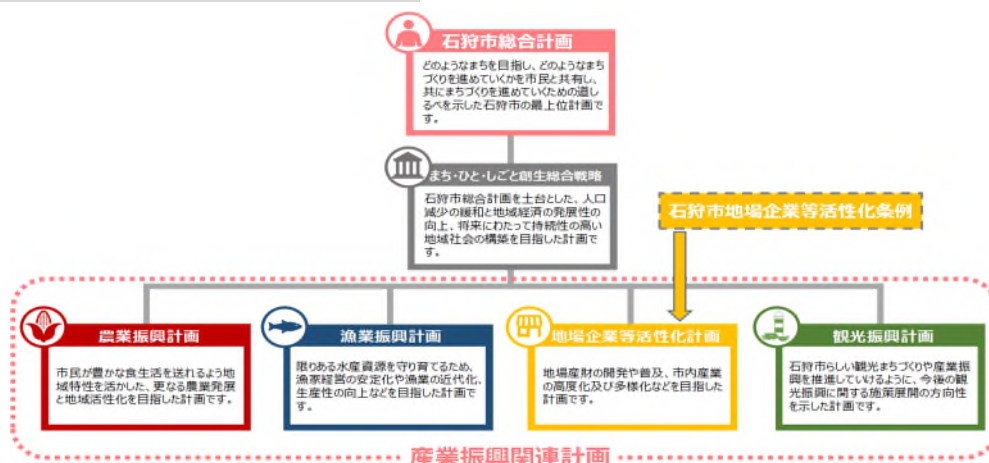 石狩市総合計画
どのようなまちを目指し、どのようなまち
づくりを進めていくかを市民と共有し、
共にまちづくりを進めていくための道し
るべを示した石狩市の最上位計画で
す。
まち・ひと・しごと創生総合戦略
石狩市総合計画を土台とした、人口
減少の緩和と地域経済の発展性の
向上、将来にわたって持続性の高い
地域社会の構築を目指した計画で
す。
石狩市地場企業等活性化条例
農業振興計画
市民が豊かな食生活を送れるよう地
域特性を活かした、更なる農業発展
と地域活性化を目指した計画です。
漁業振興計画
限りある水産資源を守り育てるため、
漁家経営の安定化や漁業の近代化、
生産性の向上などを目指した計画で
す。
地場企業等活性化計画
地場産財の開発や普及、市内産業
の高度化及び多様化などを目指した
計画です。
観光振興計画
石狩市らしい観光まちづくりや産業振
興を推進していけるように、今後の観
光振興に関する施策展開の方向性
を示した計画です。
産業振興関連計画